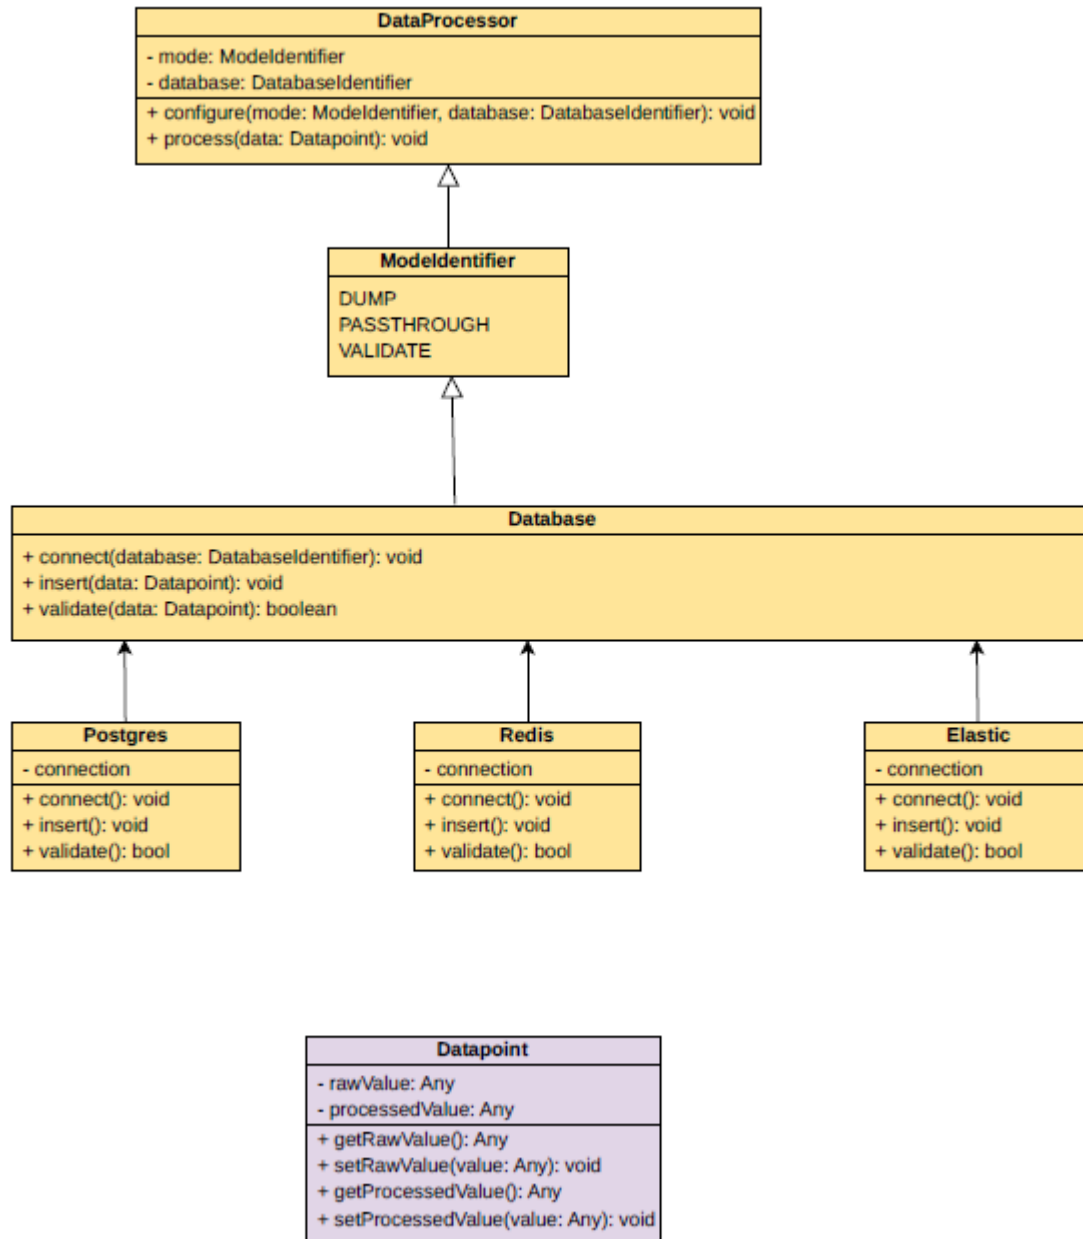 DataProcessor
- mode: ModeIdentifier
- database: DatabaseIdentifier
+ configure(mode: ModeIdentifier, database: DatabaseIdentifier): void
+ process(data: Datapoint): void
ModeIdentifier
DUMP
PASSTHROUGH
VALIDATE
Database
+ connect(database: DatabaseIdentifier): void
+ insert(data: Datapoint): void
+ validate(data: Datapoint): boolean
Postgres
- connection
+ connect(): void
+ insert(): void
+ validate(): bool
Redis
- connection
+ connect(): void
+ insert(): void
+ validate(): bool
Elastic
- connection
+ connect(): void
+ insert(): void
+ validate(): bool
Datapoint
- rawValue: Any
- processedValue: Any
+ getRawValue(): Any
+ setRawValue(value: Any): void
+ getProcessedValue(): Any
+ setProcessedValue(value: Any): void